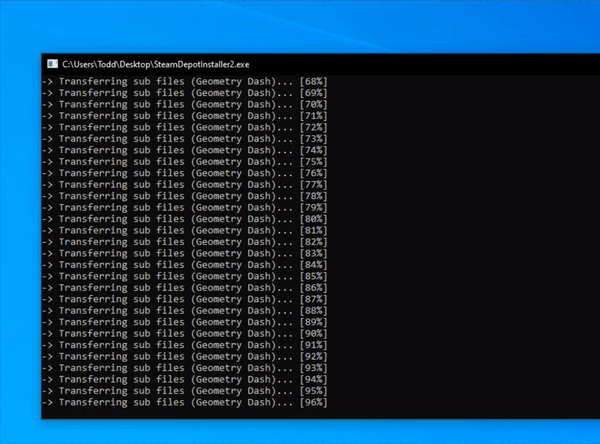 C:\Users\Todd\Desktop\SteamDepotInstaller2.exe
-> Transferring sub files (Geometry Dash)... [68%]
-> Transferring sub files (Geometry Dash)... [69%]
-> Transferring sub files (Geometry Dash)... [70%]
-> Transferring sub files (Geometry Dash)... [71%]
-> Transferring sub files (Geometry Dash)... [72%]
-> Transferring sub files (Geometry Dash)... [73%]
-> Transferring sub files (Geometry Dash)... [74%]
-> Transferring sub files (Geometry Dash)... [75%]
-> Transferring sub files (Geometry Dash)... [76%]
-> Transferring sub files (Geometry Dash)... [77%]
-> Transferring sub files (Geometry Dash)... [78%]
-> Transferring sub files (Geometry Dash)... [79%]
-> Transferring sub files (Geometry Dash)... [80%]
-> Transferring sub files (Geometry Dash)... [81%]
-> Transferring sub files (Geometry Dash)... [82%]
-> Transferring sub files (Geometry Dash)... [83%]
-> Transferring sub files (Geometry Dash)... [84%]
-> Transferring sub files (Geometry Dash)... [85%]
-> Transferring sub files (Geometry Dash)... [86%]
-> Transferring sub files (Geometry Dash)... [87%]
-> Transferring sub files (Geometry Dash)... [88%]
-> Transferring sub files (Geometry Dash)... [89%]
-> Transferring sub files (Geometry Dash)... [90%]
-> Transferring sub files (Geometry Dash)... [91%]
-> Transferring sub files (Geometry Dash)... [92%]
-> Transferring sub files (Geometry Dash)... [93%]
-> Transferring sub files (Geometry Dash)... [94%]
-> Transferring sub files (Geometry Dash)... [95%]
-> Transferring sub files (Geometry Dash)... [96%]